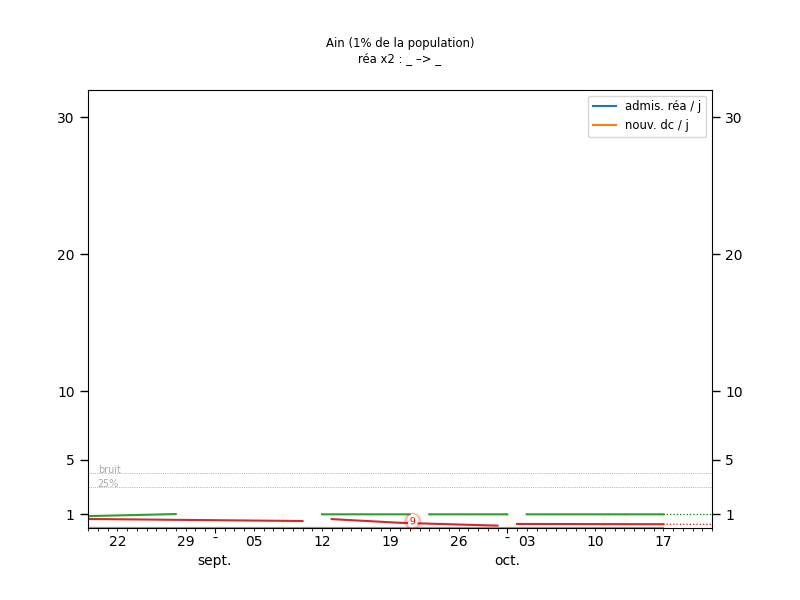 Ain (1% de la population)
réa x2 : _ –> _
admis. réa / j
nouv. dc / j
30 30
20 20
10 10
5 5
bruit
25%
1 1
9
22 29 - 05 12 19 26 - 03 10 17
sept. oct.